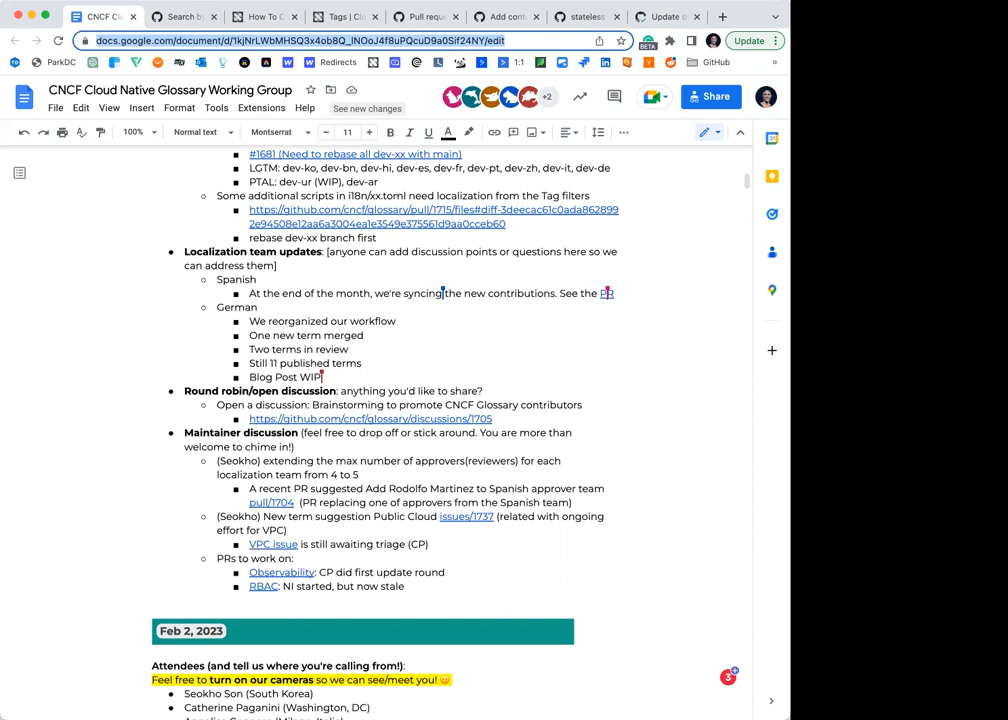 CNCF Cl
Search by
How To C
Tags | Clo
Pull reque
Add conte
stateless
Update o
docs.google.com/document/d/1kjNrLWbMHSQ3x4ob8Q_lNOoJ4f8uPQcuD9a0Sif24NY/edit
BETA
Update
ParkDC
Redirects
1:1
GitHub
CNCF Cloud Native Glossary Working Group
File Edit View Insert Format Tools Extensions Help
See new changes
+2
Share
100%
Normal text
Montserrat
11
#1681 (Need to rebase all dev-xx with main)
LGTM: dev-ko, dev-bn, dev-hi, dev-es, dev-fr, dev-pt, dev-zh, dev-it, dev-de
PTAL: dev-ur (WIP), dev-ar
Some additional scripts in i18n/xx.toml need localization from the Tag filters
https://github.com/cncf/glossary/pull/1715/files#diff-3deecac61c0ada862899
2e94508e12aa6a3004ea1e3549e375561d9aa0cceb60
rebase dev-xx branch first
Localization team updates: [anyone can add discussion points or questions here so we
can address them]
Spanish
At the end of the month, we're syncing the new contributions. See the PR
German
We reorganized our workflow
One new term merged
Two terms in review
Still 11 published terms
Blog Post WIP
Round robin/open discussion: anything you'd like to share?
Open a discussion: Brainstorming to promote CNCF Glossary contributors
https://github.com/cncf/glossary/discussions/1705
Maintainer discussion (feel free to drop off or stick around. You are more than
welcome to chime in!)
(Seokho) extending the max number of approvers(reviewers) for each
localization team from 4 to 5
A recent PR suggested Add Rodolfo Martinez to Spanish approver team
pull/1704 (PR replacing one of approvers from the Spanish team)
(Seokho) New term suggestion Public Cloud issues/1737 (related with ongoing
effort for VPC)
VPC issue is still awaiting triage (CP)
PRs to work on:
Observability: CP did first update round
RBAC: NI started, but now stale
Feb 2, 2023
Attendees (and tell us where you're calling from!):
Feel free to turn on our cameras so we can see/meet you!
Seokho Son (South Korea)
Catherine Paganini (Washington, DC)
3